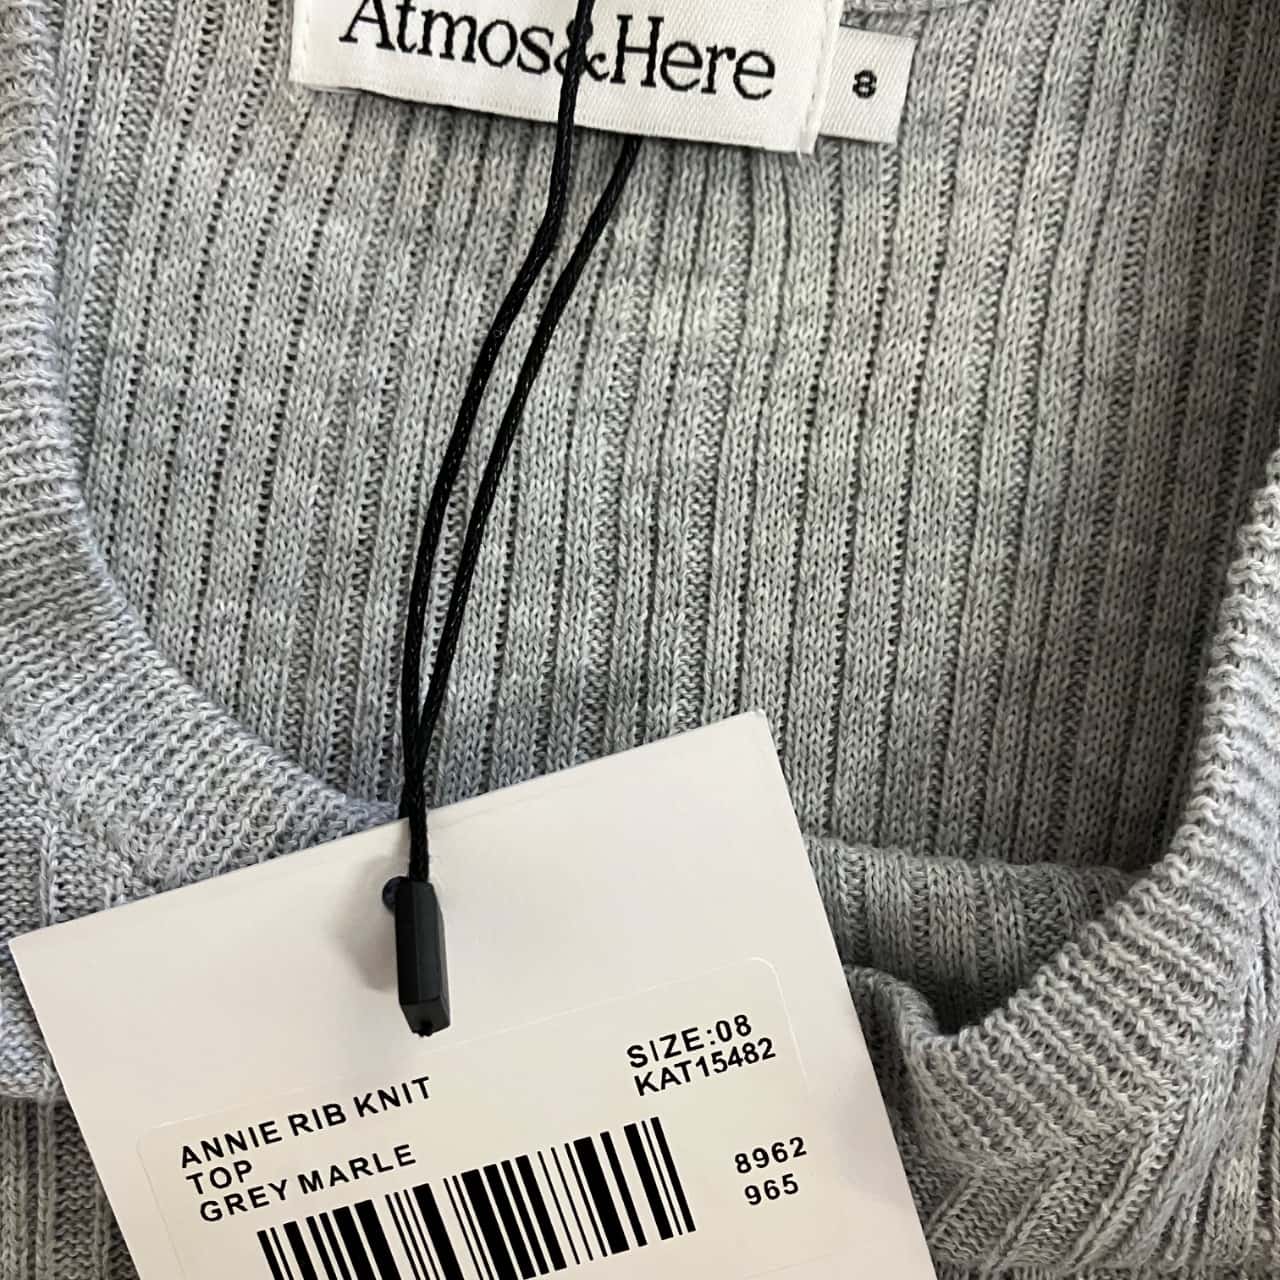 Atmos&Here
8
SIZE:08
KAT15482
ANNIE RIB KNIT
TOP
GREY MARLE
8962
965